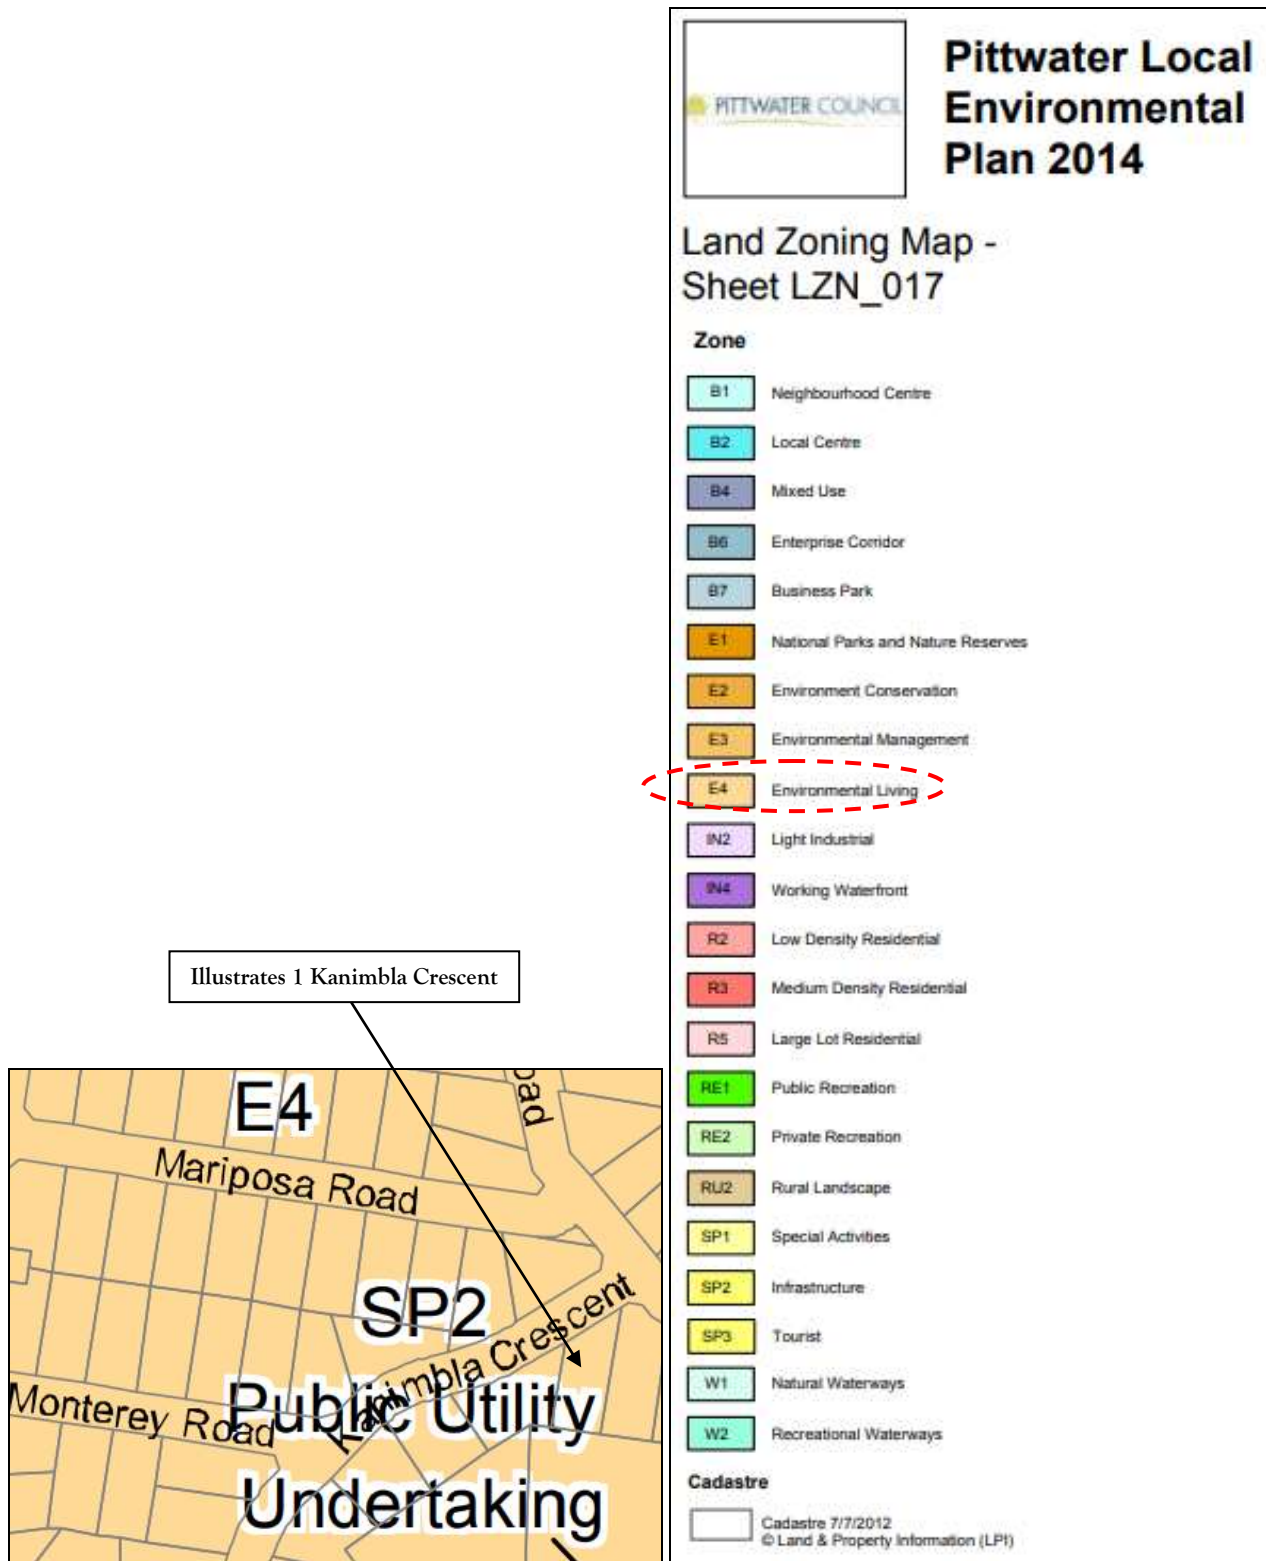 PITTWATER COUNCIL
Pittwater Local
Environmental
Plan 2014
Land Zoning Map -
Sheet LZN_017
Zone
B1 Neighbourhood Centre
B2 Local Centre
B4 Mixed Use
B6 Enterprise Corridor
B7 Business Park
E1 National Parks and Nature Reserves
E2 Environment Conservation
E3 Environmental Management
E4 Environmental Living
IN2 Light Industrial
IN4 Working Waterfront
R2 Low Density Residential
R3 Medium Density Residential
R5 Large Lot Residential
RE1 Public Recreation
RE2 Private Recreation
RU2 Rural Landscape
SP1 Special Activities
SP2 Infrastructure
SP3 Tourist
W1 Natural Waterways
W2 Recreational Waterways
Cadastre
Cadastre 7/7/2012
© Land & Property Information (LPI)
Illustrates 1 Kanimbla Crescent
E4
oad
Mariposa Road
SP2
Kanimbla Crescent
Public Utility
Monterey Road
Undertaking